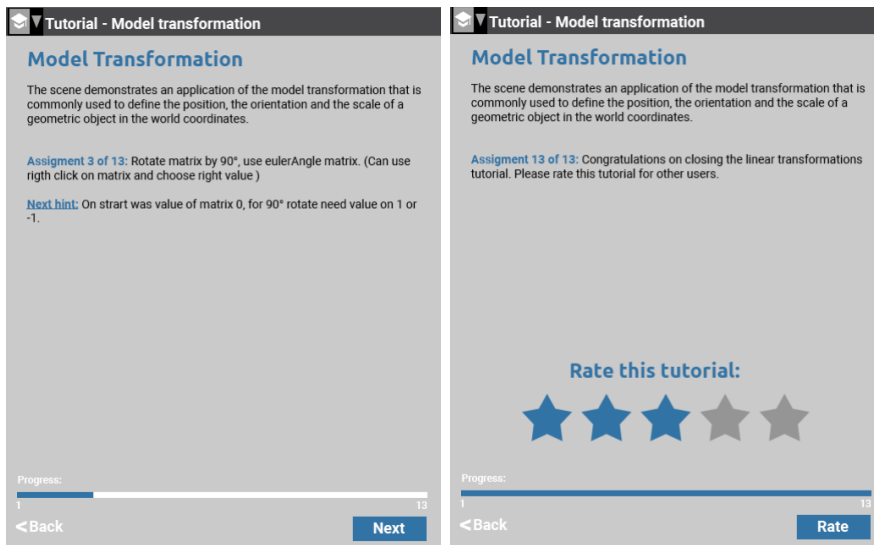 Tutorial - Model transformation
Model Transformation
The scene demonstrates an application of the model transformation that is
commonly used to define the position, the orientation and the scale of a
geometric object in the world coordinates.
Assigment 3 of 13: Rotate matrix by 90°, use eulerAngle matrix. (Can use
rigth click on matrix and choose right value )
Next hint: On strart was value of matrix 0, for 90° rotate need value on 1 or
-1.
Progress:
1 13
<Back Next
Tutorial - Model transformation
Model Transformation
The scene demonstrates an application of the model transformation that is
commonly used to define the position, the orientation and the scale of a
geometric object in the world coordinates.
Assigment 13 of 13: Congratulations on closing the linear transformations
tutorial. Please rate this tutorial for other users.
Rate this tutorial:
Progress:
1 13
<Back Rate